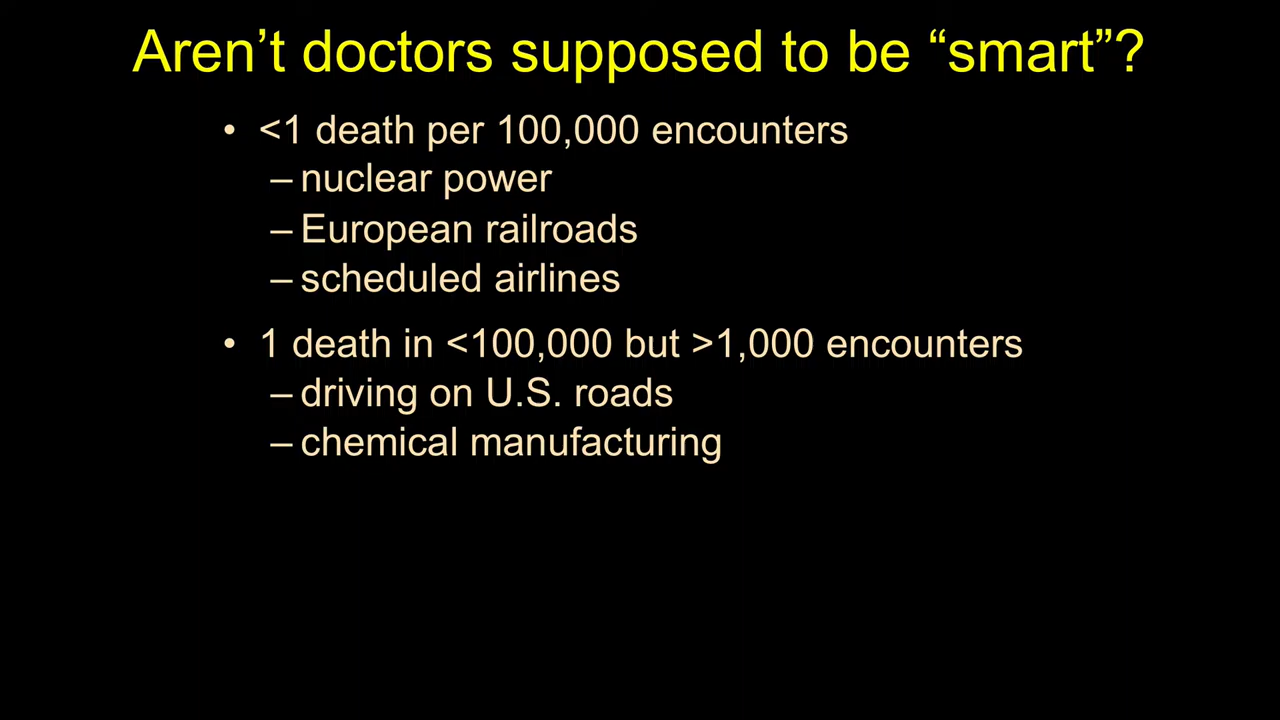 Aren’t doctors supposed to be “smart”?
• <1 death per 100,000 encounters
– nuclear power
– European railroads
– scheduled airlines
• 1 death in <100,000 but >1,000 encounters
– driving on U.S. roads
– chemical manufacturing